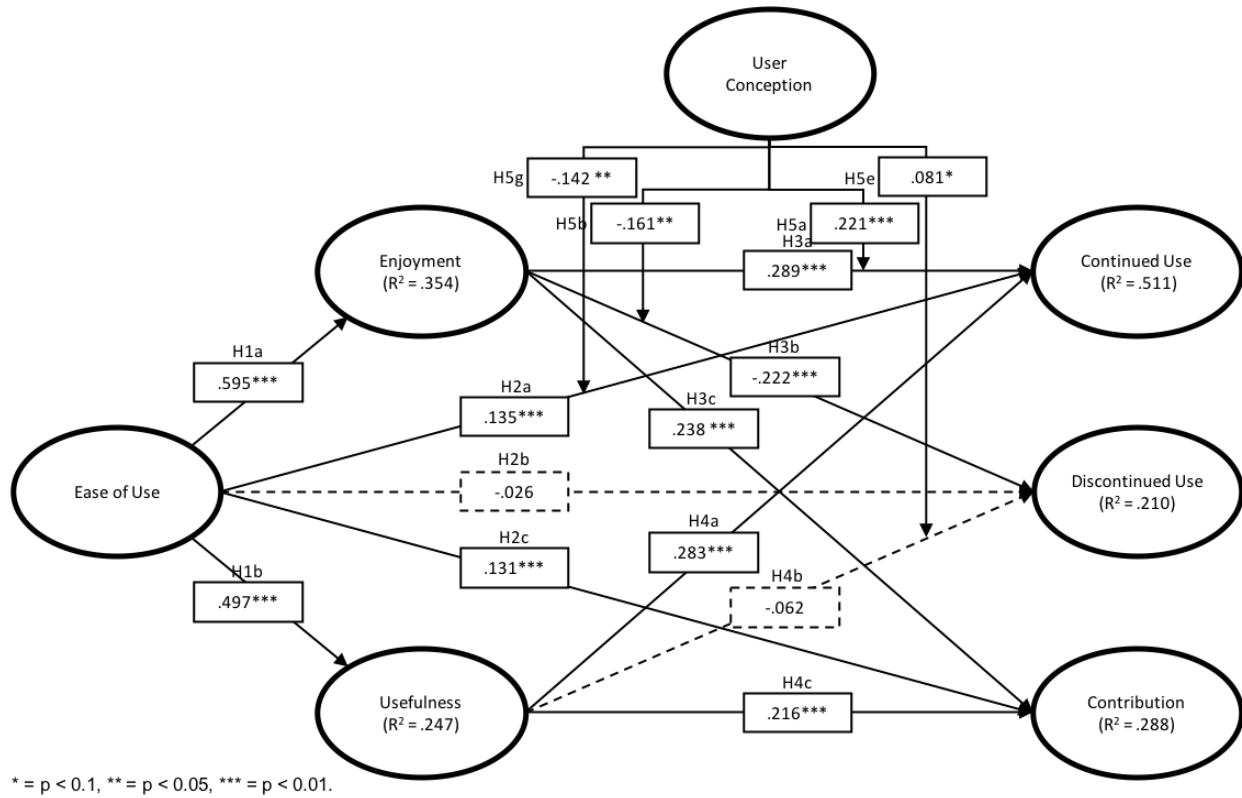 User
Conception
H5g
-.142 **
H5e
.081*
H5b
-.161**
H5a
.221***
H3a
.289***
Enjoyment
(R² = .354)
Continued Use
(R² = .511)
H1a
.595***
H3b
-.222***
H2a
.135***
H3c
.238 ***
H2b
-.026
Ease of Use
Discontinued Use
(R² = .210)
H2c
.131***
H4a
.283***
H1b
.497***
H4b
-.062
Usefulness
(R² = .247)
H4c
.216***
Contribution
(R² = .288)
* = p < 0.1, ** = p < 0.05, *** = p < 0.01.